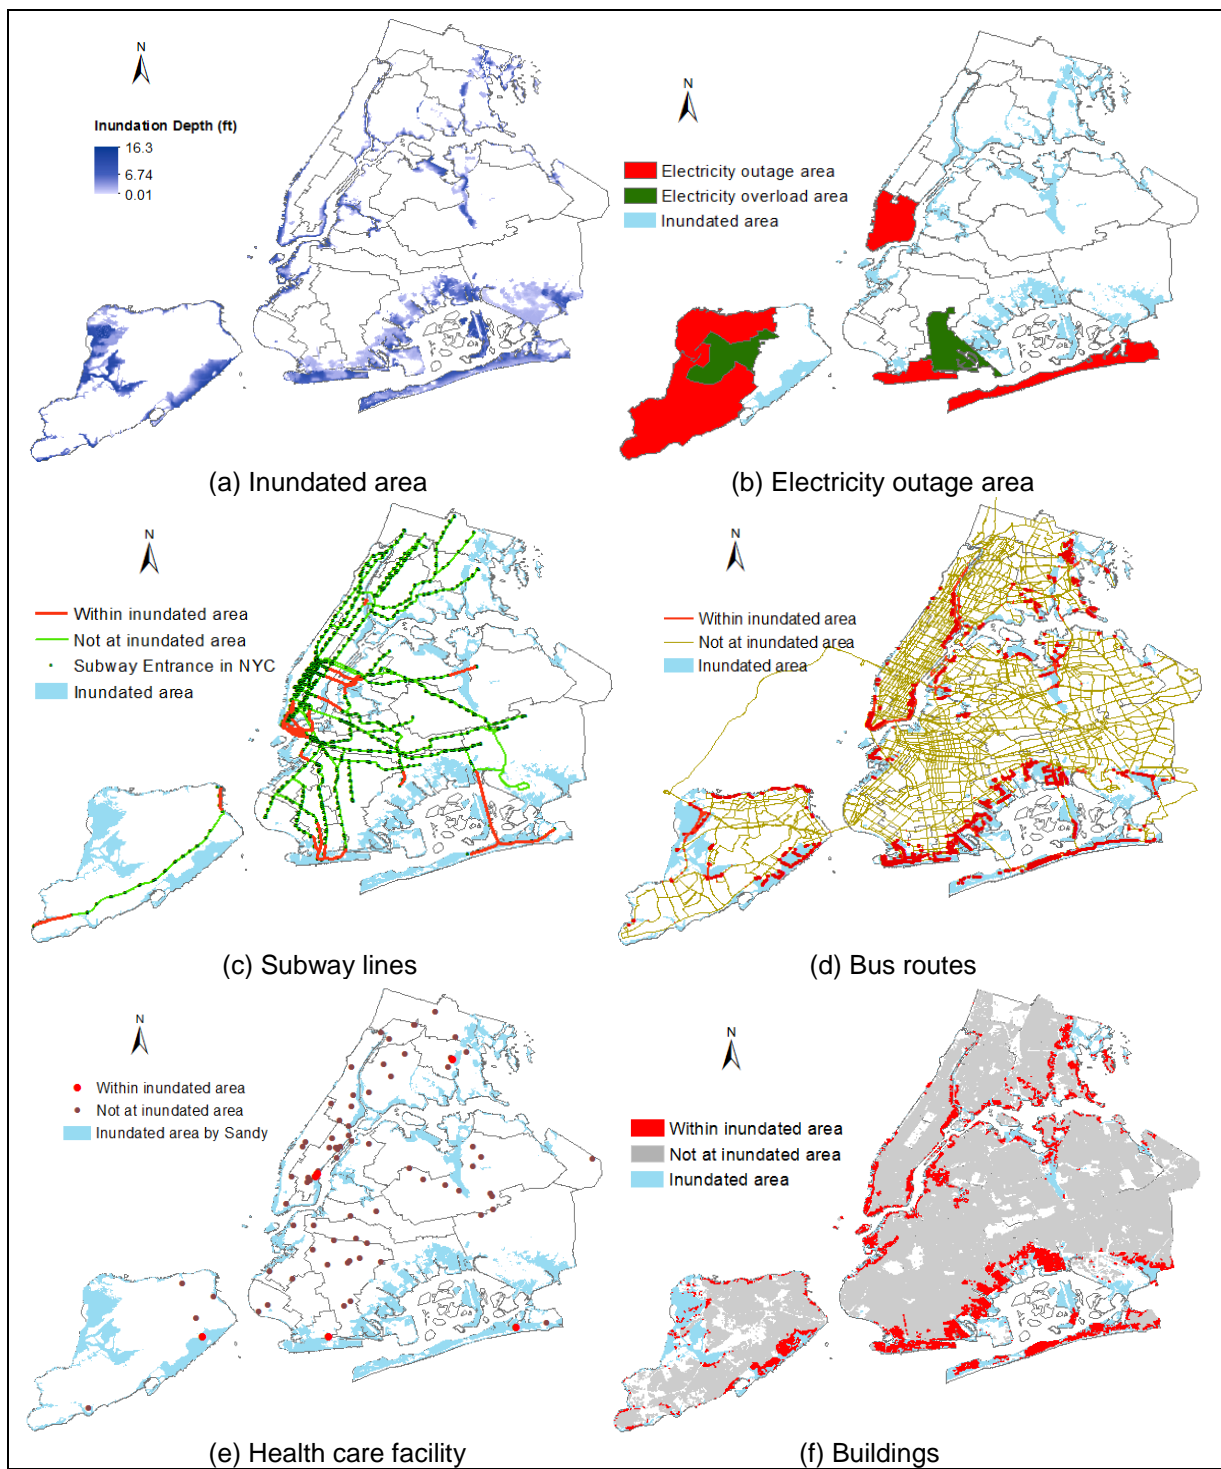 N
Inundation Depth (ft)
16.3
6.74
0.01
(a) Inundated area
N
Electricity outage area
Electricity overload area
Inundated area
(b) Electricity outage area
N
Within inundated area
Not at inundated area
Subway Entrance in NYC
Inundated area
(c) Subway lines
N
Within inundated area
Not at inundated area
Inundated area
(d) Bus routes
N
Within inundated area
Not at inundated area
Inundated area by Sandy
(e) Health care facility
N
Within inundated area
Not at inundated area
Inundated area
(f) Buildings